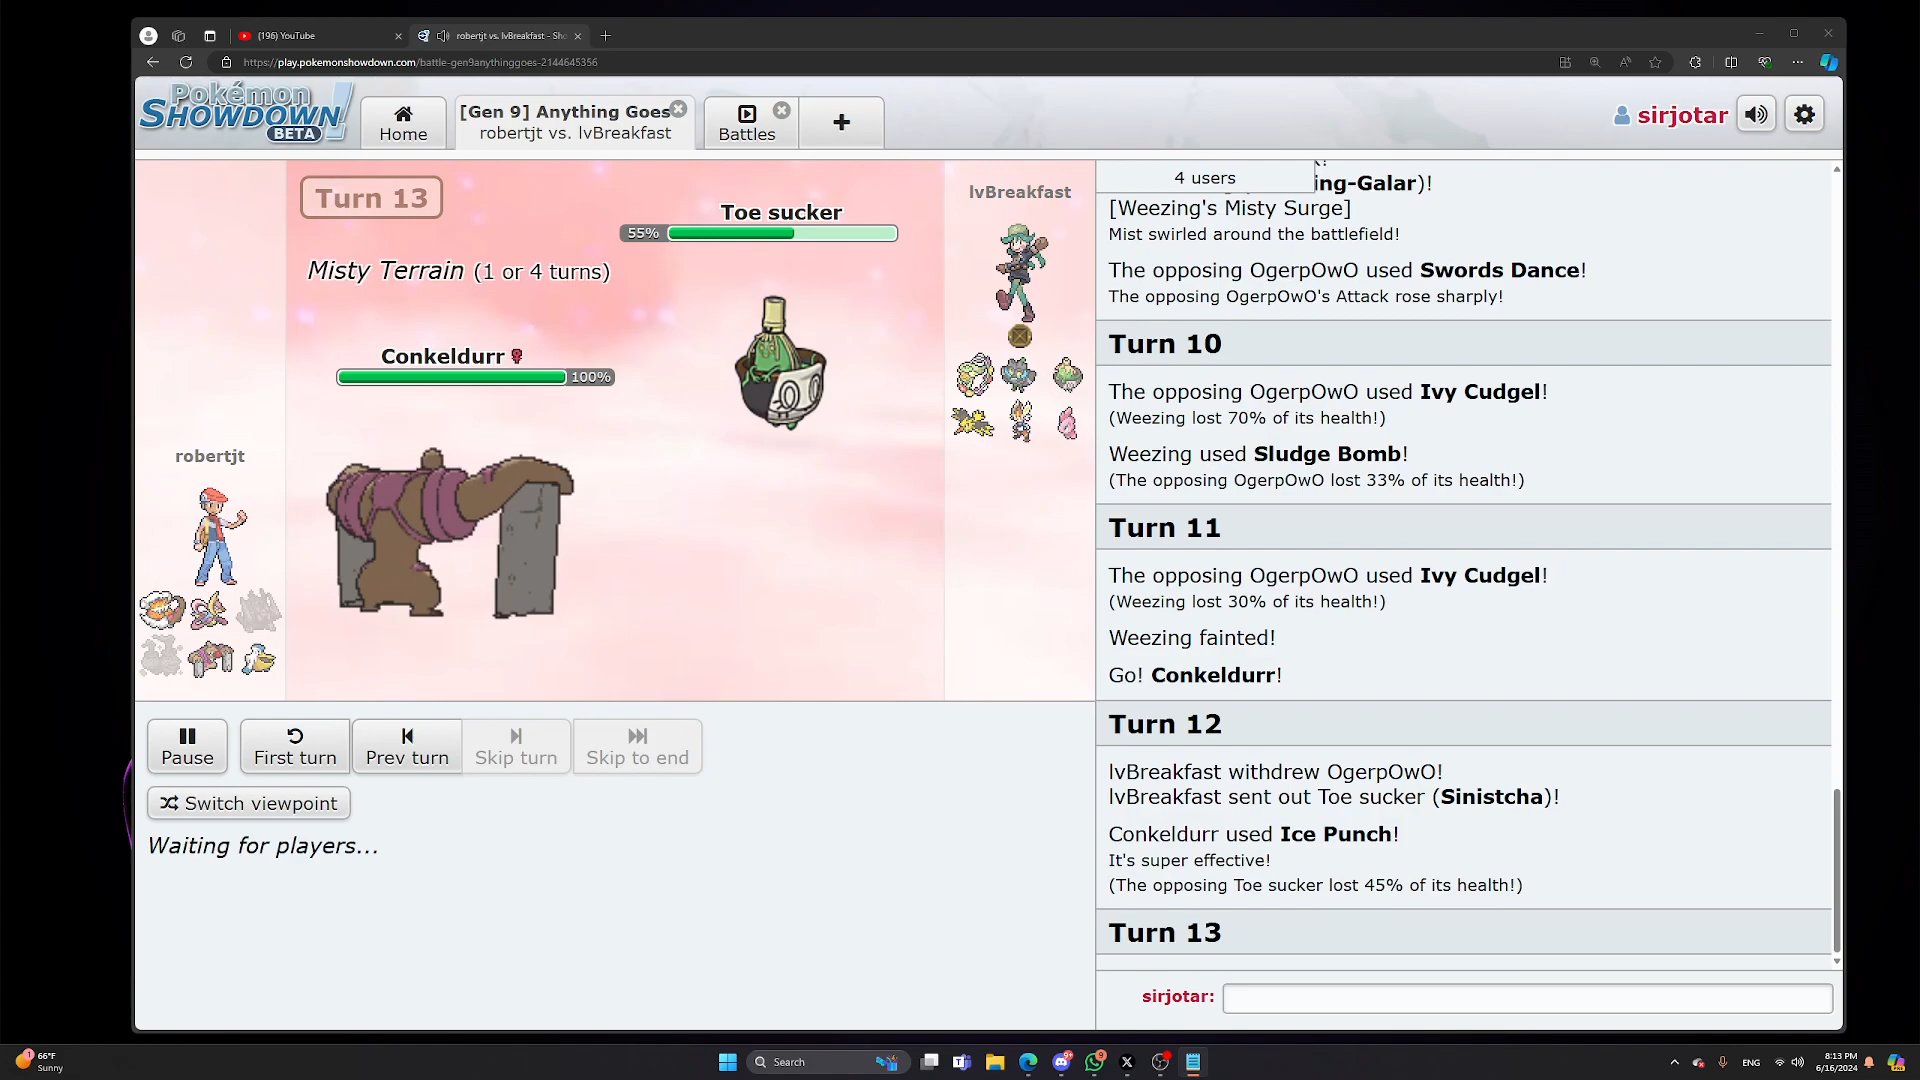 (196) YouTube
robertjt vs. lvBreakfast - Sho
https://play.pokemonshowdown.com/battle-gen9anythinggoes-2144645356
Pokémon
SHOWDOWN!
BETA
Home
[Gen 9] Anything Goes
robertjt vs. lvBreakfast
Battles
sirjotar
Turn 13
Toe sucker
55%
Misty Terrain (1 or 4 turns)
Conkeldurr
100%
lvBreakfast
robertjt
4 users
ing-Galar)!
[Weezing's Misty Surge]
Mist swirled around the battlefield!
The opposing OgerpOwO used Swords Dance!
The opposing OgerpOwO's Attack rose sharply!
Turn 10
The opposing OgerpOwO used Ivy Cudgel!
(Weezing lost 70% of its health!)
Weezing used Sludge Bomb!
(The opposing OgerpOwO lost 33% of its health!)
Turn 11
The opposing OgerpOwO used Ivy Cudgel!
(Weezing lost 30% of its health!)
Weezing fainted!
Go! Conkeldurr!
Turn 12
lvBreakfast withdrew OgerpOwO!
lvBreakfast sent out Toe sucker (Sinistcha)!
Conkeldurr used Ice Punch!
It's super effective!
(The opposing Toe sucker lost 45% of its health!)
Turn 13
sirjotar:
Pause
First turn
Prev turn
Skip turn
Skip to end
Switch viewpoint
Waiting for players...
1
66°F
Sunny
Search
9+
9
ENG
8:13 PM
6/16/2024